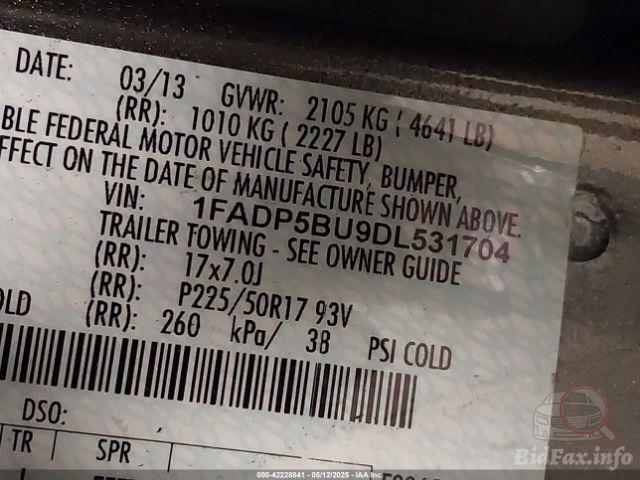 DATE: 03/13 GVWR: 2105 KG ( 4641 LB)
(RR): 1010 KG ( 2227 LB)
BLE FEDERAL MOTOR VEHICLE SAFETY, BUMPER,
EFFECT ON THE DATE OF MANUFACTURE SHOWN ABOVE.
VIN: 1FADP5BU9DL531704
TRAILER TOWING - SEE OWNER GUIDE
(RR): 17x7.0J
(RR): P225/50R17 93V
OLD (RR): 260 kPa/ 38 PSI COLD
DSO:
TR SPR
BidFax.info
000-42228841 - 05/12/2025 - IAA Inc.